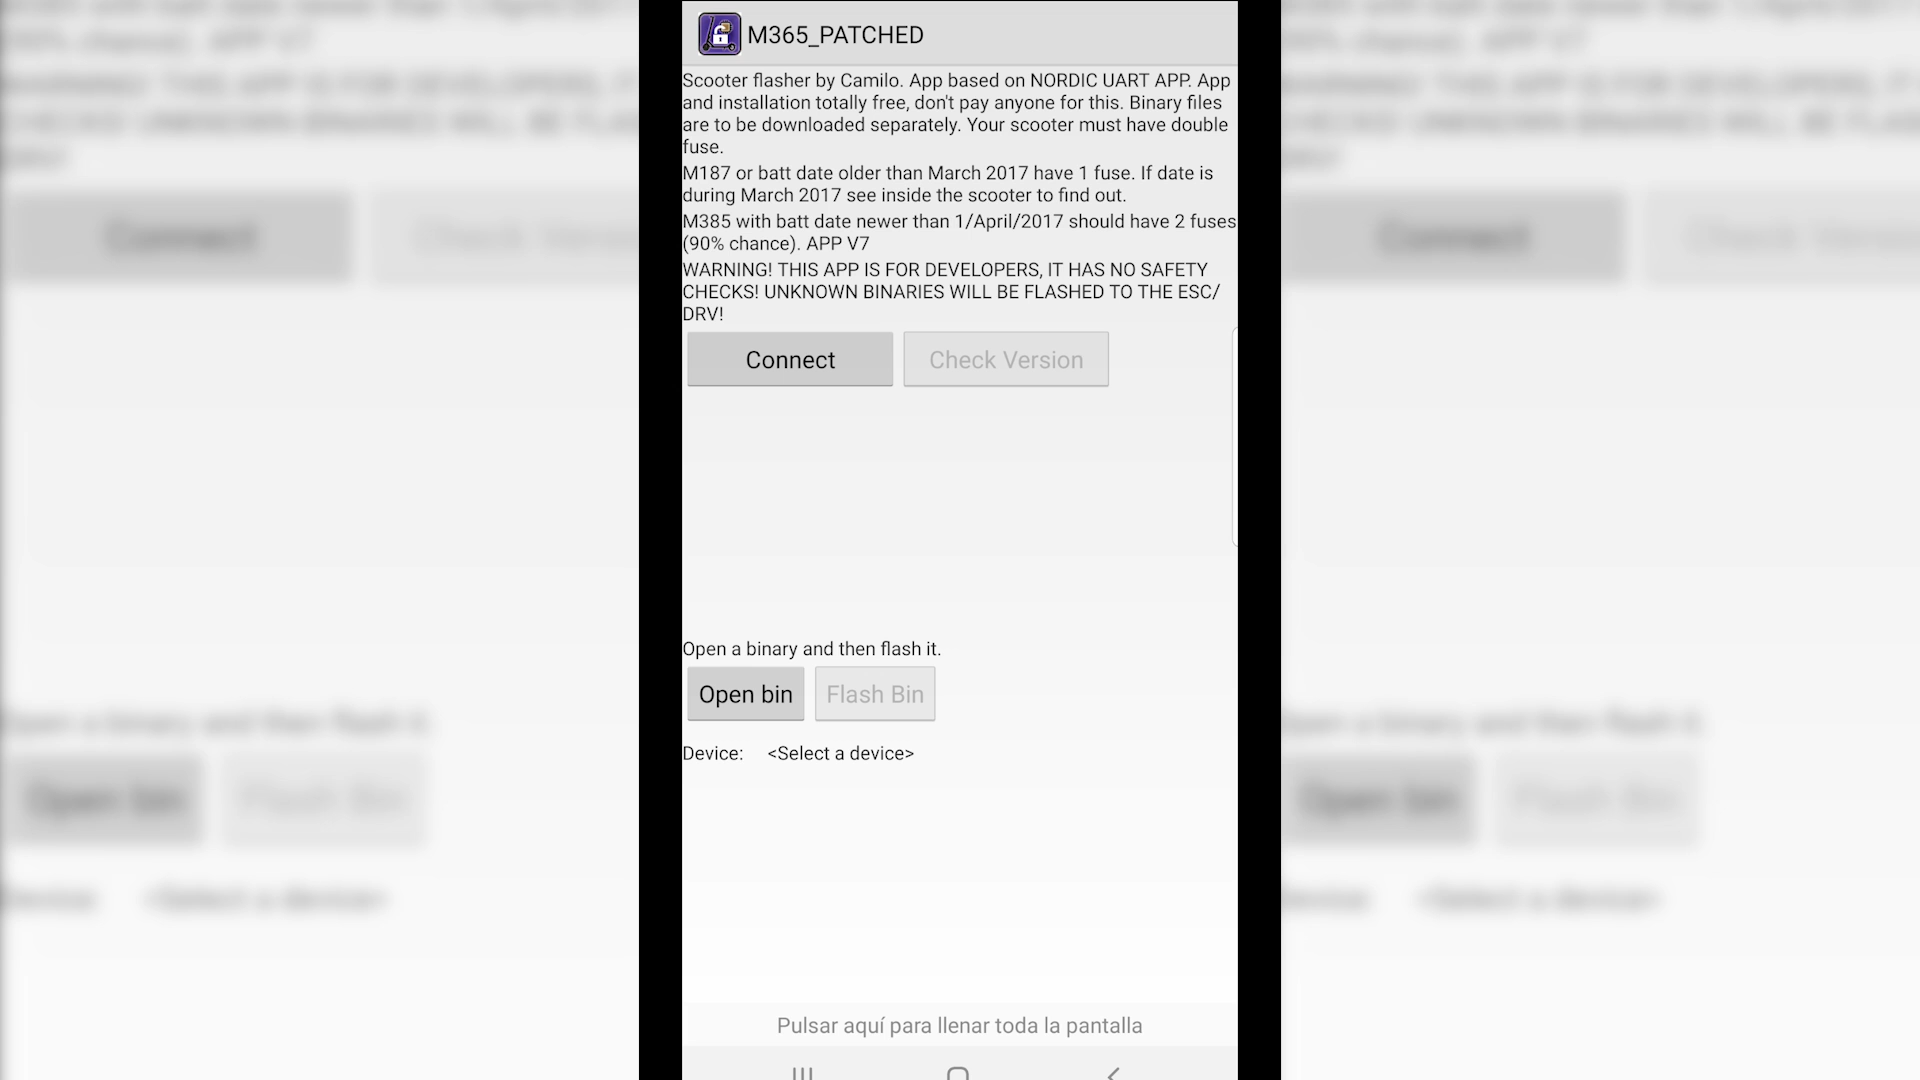 M365_PATCHED
Scooter flasher by Camilo. App based on NORDIC UART APP. App
and installation totally free, don't pay anyone for this. Binary files
are to be downloaded separately. Your scooter must have double
fuse.
M187 or batt date older than March 2017 have 1 fuse. If date is
during March 2017 see inside the scooter to find out.
M385 with batt date newer than 1/April/2017 should have 2 fuses
(90% chance). APP V7
WARNING! THIS APP IS FOR DEVELOPERS, IT HAS NO SAFETY
CHECKS! UNKNOWN BINARIES WILL BE FLASHED TO THE ESC/
DRV!
Connect Check Version
Open a binary and then flash it.
Open bin Flash Bin
Device: <Select a device>
Pulsar aquí para llenar toda la pantalla